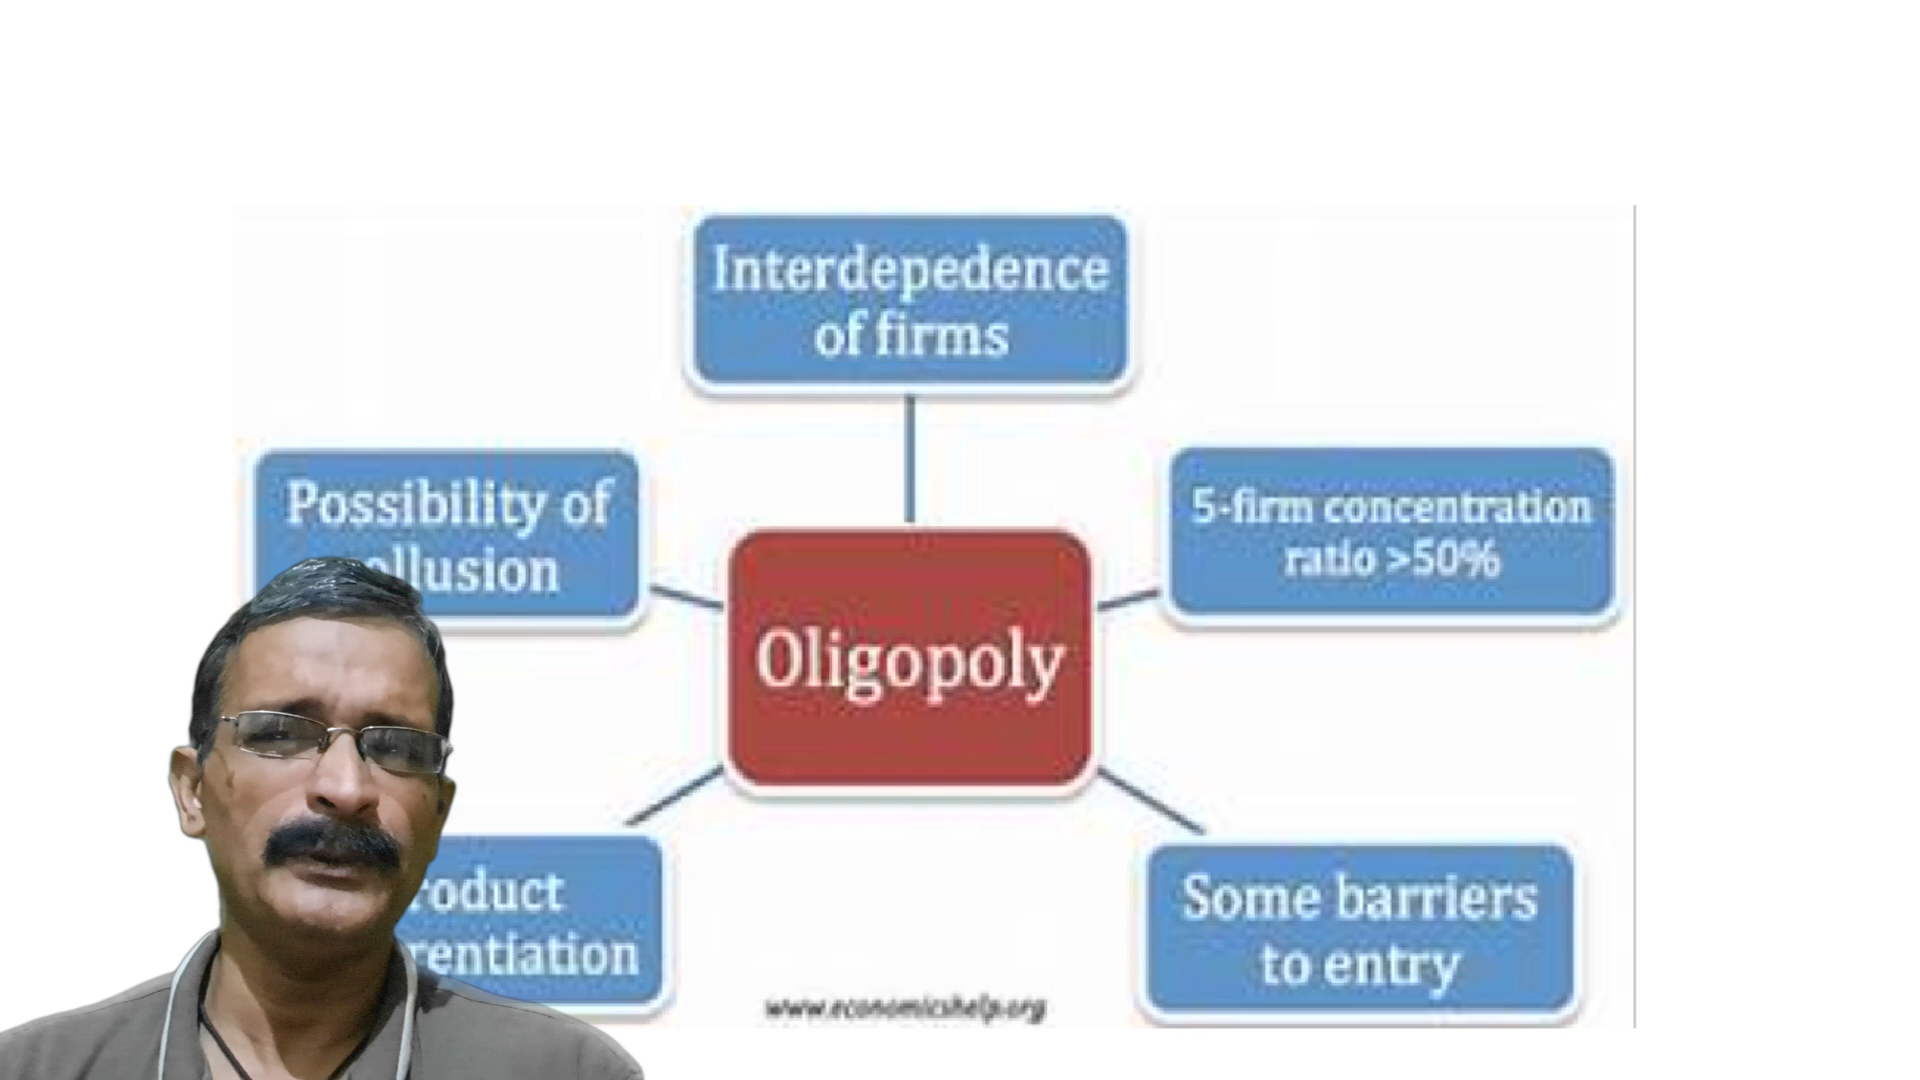 Interdepedence
of firms
Possibility of
ollusion
5-firm concentration
ratio >50%
Oligopoly
roduct
rentiation
Some barriers
to entry
www.economicshelp.org